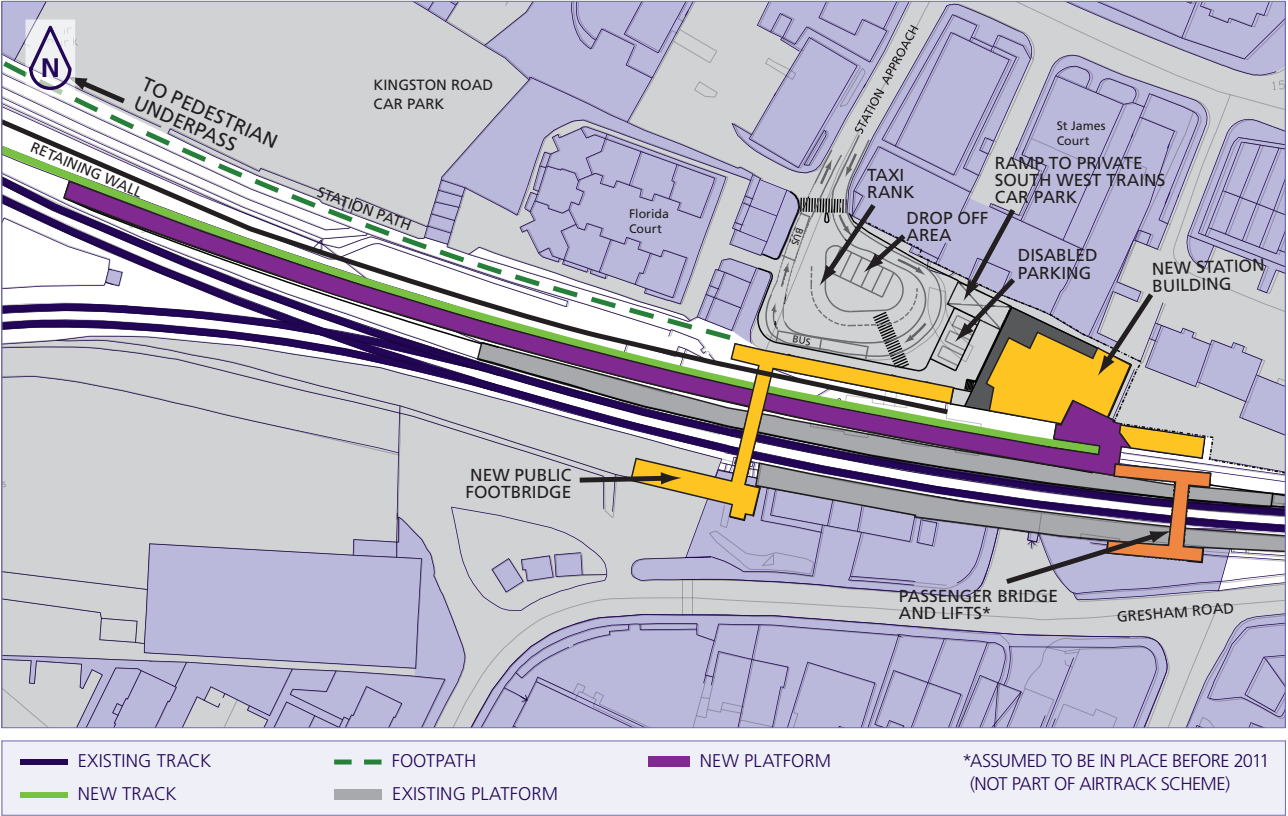 N
TO PEDESTRIAN
UNDERPASS
KINGSTON ROAD
CAR PARK
STATION APPROACH
15
St James
Court
RETAINING WALL
STATION PATH
Florida
Court
TAXI
RANK
RAMP TO PRIVATE
SOUTH WEST TRAINS
CAR PARK
DROP OFF
AREA
BUS
DISABLED
PARKING
NEW STATION
BUILDING
BUS
NEW PUBLIC
FOOTBRIDGE
PASSENGER BRIDGE
AND LIFTS*
GRESHAM ROAD
EXISTING TRACK
FOOTPATH
NEW PLATFORM
*ASSUMED TO BE IN PLACE BEFORE 2011
(NOT PART OF AIRTRACK SCHEME)
NEW TRACK
EXISTING PLATFORM